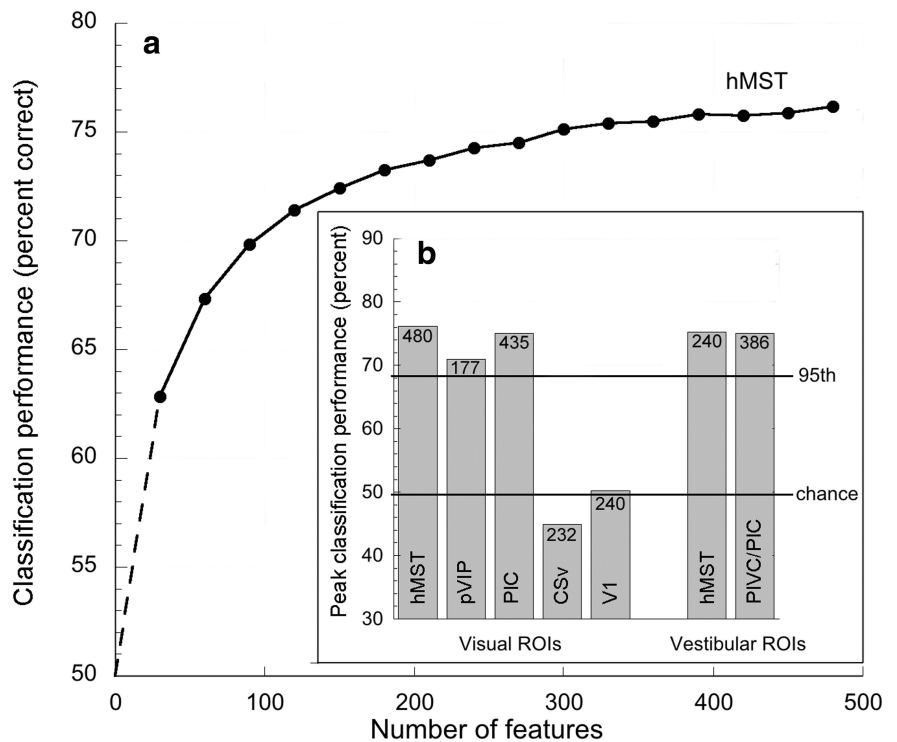 80
75
70
65
60
55
50
Classification performance (percent correct)
a
hMST
0
100
200
300
400
500
Number of features
b
90
80
70
60
50
40
30
Peak classification performance (percent)
480
177
435
232
240
240
386
95th
chance
hMST
pVIP
PIC
CSv
V1
hMST
PIVC/PIC
Visual ROIs
Vestibular ROIs